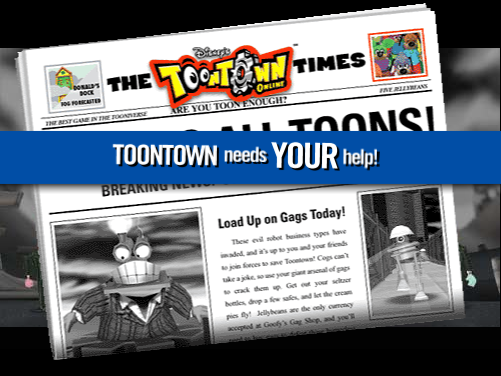 DONALD'S
DOCK
FOG FORECASTED
THE Disney's TOONTOWN ONLINE TIMES
ARE YOU TOON ENOUGH?
THE BEST GAME IN THE TOONIVERSE
FIVE JELLYBEANS
ALL TOONS!
TOONTOWN needs YOUR help!
BREAKING NEWS
Load Up on Gags Today!
These evil robot business types have
invaded, and it's up to you and your friends
to join forces to save Toontown! Cogs can't
take a joke, so use your giant arsenal of gags
to crack them up. Get out your seltzer
bottles, drop a few safes, and let the cream
pies fly! Jellybeans are the only currency
accepted at Goofy's Gag Shop, and you'll